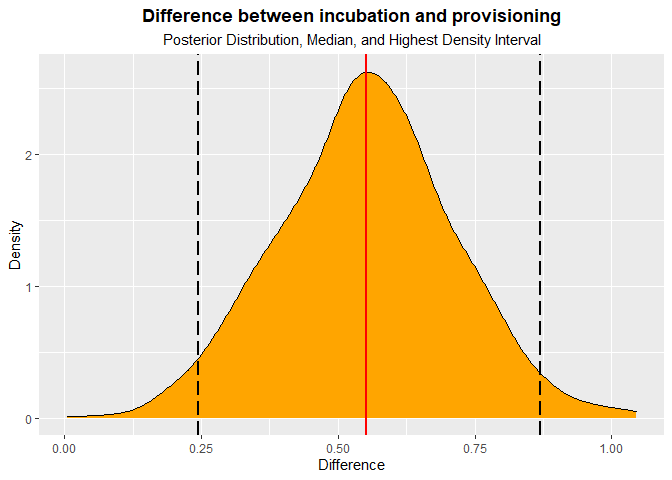 Difference between incubation and provisioning
Posterior Distribution, Median, and Highest Density Interval
Density
2
1
0
0.00 0.25 0.50 0.75 1.00
Difference